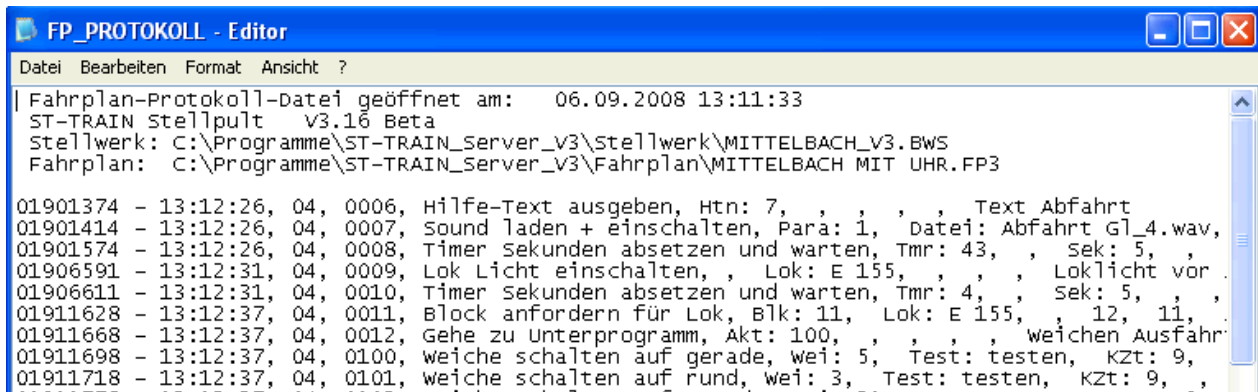 FP_PROTOKOLL - Editor
Datei Bearbeiten Format Ansicht ?
Fahrplan-Protokoll-Datei geöffnet am: 06.09.2008 13:11:33
ST-TRAIN Stellpult V3.16 Beta
Stellwerk: C:\Programme\ST-TRAIN_Server_V3\Stellwerk\MITTELBACH_V3.BWS
Fahrplan: C:\Programme\ST-TRAIN_Server_V3\Fahrplan\MITTELBACH MIT UHR.FP3
01901374 - 13:12:26, 04, 0006, Hilfe-Text ausgeben, Htn: 7, , , , , Text Abfahrt
01901414 - 13:12:26, 04, 0007, Sound laden + einschalten, Para: 1, Datei: Abfahrt Gl_4.wav,
01901574 - 13:12:26, 04, 0008, Timer Sekunden absetzen und warten, Tmr: 43, , Sek: 5, ,
01906591 - 13:12:31, 04, 0009, Lok Licht einschalten, , Lok: E 155, , , , Loklicht vor
01906611 - 13:12:31, 04, 0010, Timer Sekunden absetzen und warten, Tmr: 4, , Sek: 5, , ,
01911628 - 13:12:37, 04, 0011, Block anfordern für Lok, Blk: 11, Lok: E 155, , 12, 11,
01911668 - 13:12:37, 04, 0012, Gehe zu Unterprogramm, Akt: 100, , , , , Weichen Ausfahr
01911698 - 13:12:37, 04, 0100, Weiche schalten auf gerade, Wei: 5, Test: testen, KZt: 9,
01911718 - 13:12:37, 04, 0101, Weiche schalten auf rund, Wei: 3, Test: testen, KZt: 9, ,